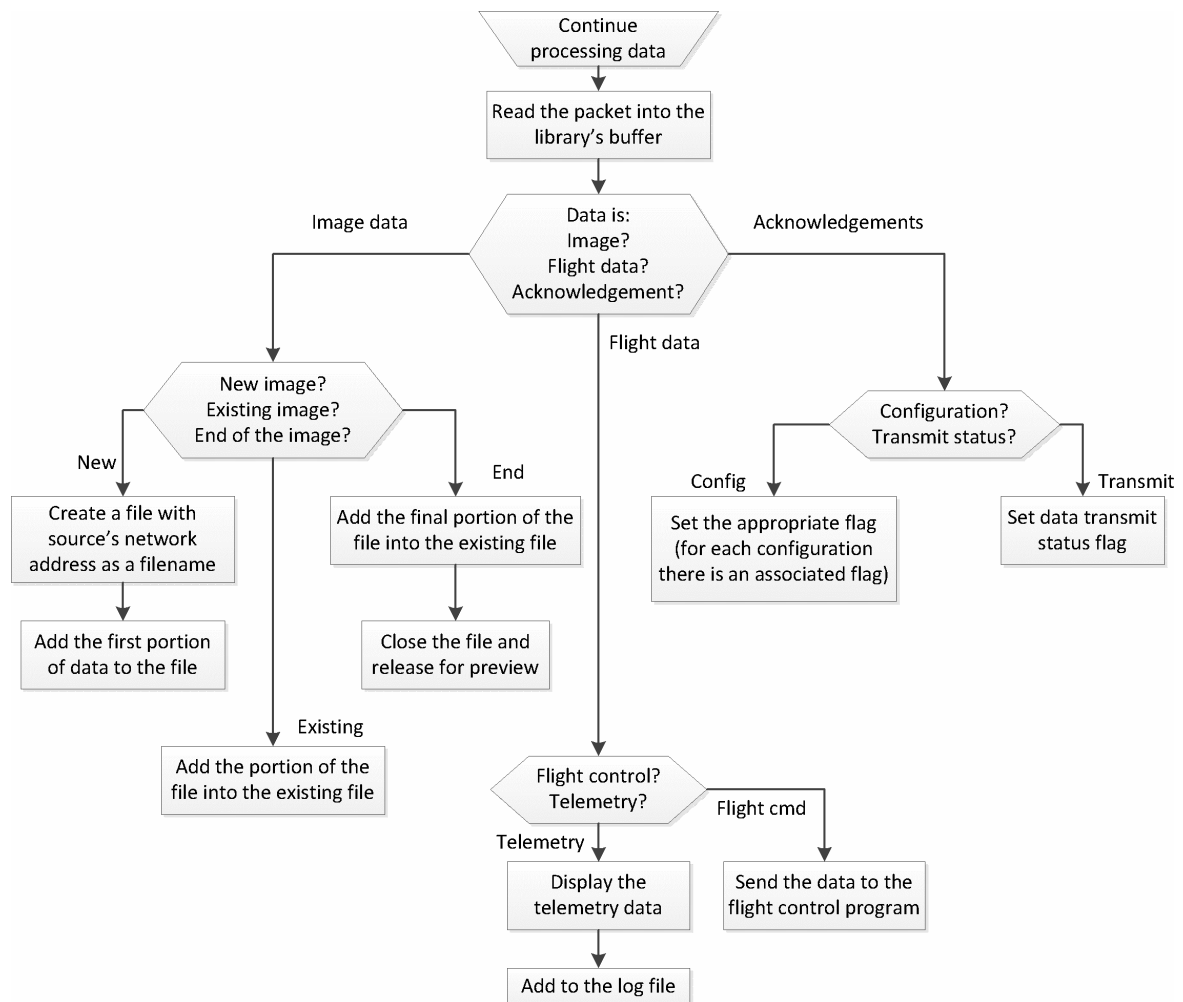 Continue
processing data
Read the packet into the
library's buffer
Data is:
Image?
Flight data?
Acknowledgement?
Image data
Acknowledgements
Flight data
New image?
Existing image?
End of the image?
New
End
Existing
Create a file with
source's network
address as a filename
Add the first portion
of data to the file
Add the final portion of the
file into the existing file
Close the file and
release for preview
Add the portion of the
file into the existing file
Configuration?
Transmit status?
Config
Transmit
Set the appropriate flag
(for each configuration
there is an associated flag)
Set data transmit
status flag
Flight control?
Telemetry?
Flight cmd
Telemetry
Display the
telemetry data
Send the data to the
flight control program
Add to the log file